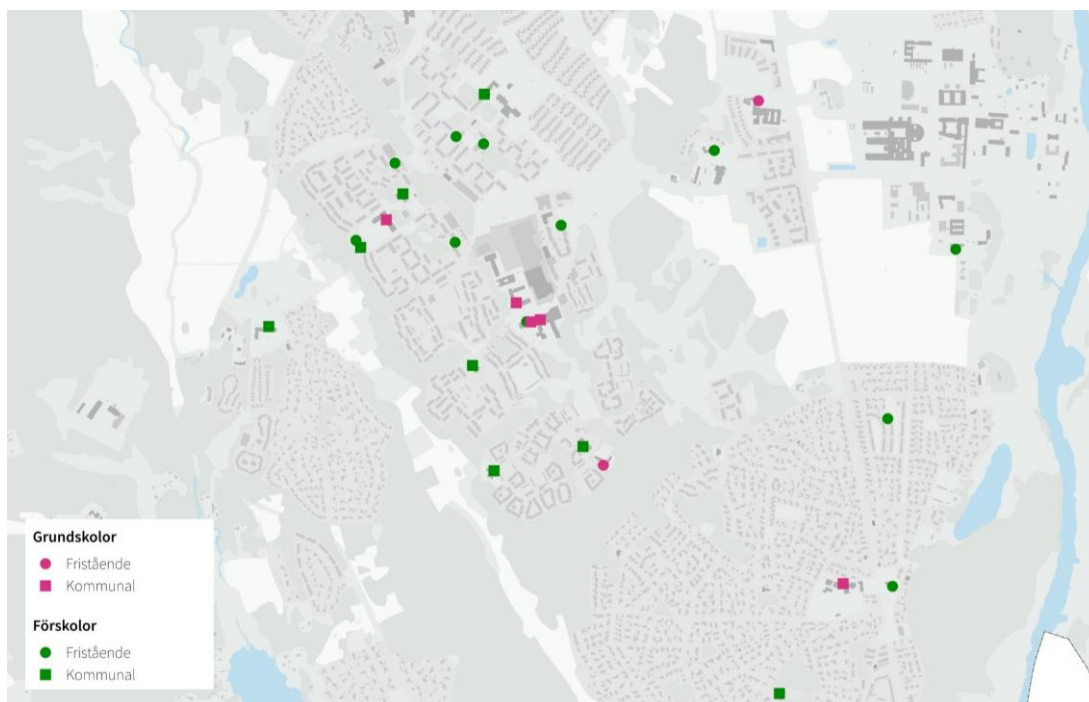 Grundskolor
Fristående
Kommunal
Förskolor
Fristående
Kommunal